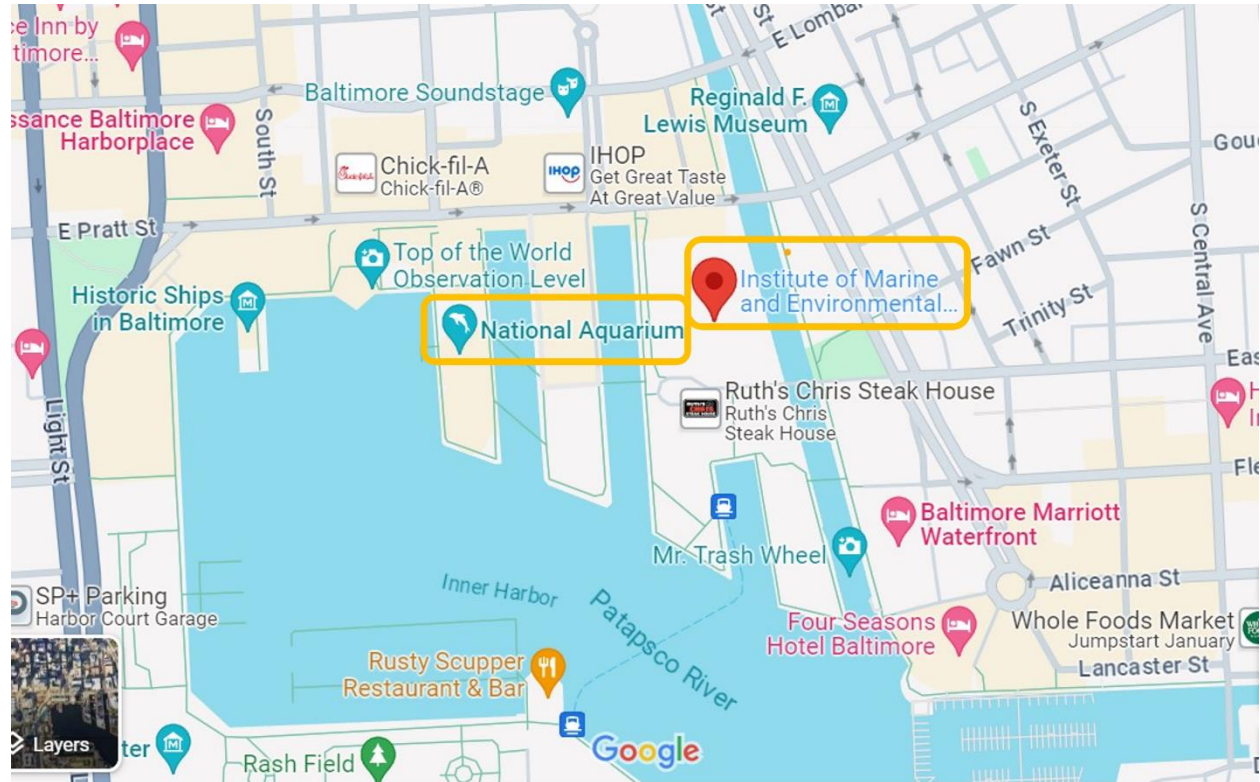 ce Inn by
timore...
E Lombar
St
St
Baltimore Soundstage
Reginald F.
Lewis Museum
ssance Baltimore
Harborplace
South St
S Exeter St
Gou
Chick-fil-A
Chick-fil-A®
IHOP
IHOP
Get Great Taste
At Great Value
E Pratt St
S Central Ave
Fawn St
Top of the World
Observation Level
Institute of Marine
and Environmental...
Historic Ships
in Baltimore
National Aquarium
Trinity St
Eas
Light St
Ruth's Chris Steak House
Ruth's Chris
Steak House
H
In
Fle
Baltimore Marriott
Waterfront
Mr. Trash Wheel
Inner Harbor
Patapsco River
Aliceanna St
SP+ Parking
Harbor Court Garage
Four Seasons
Hotel Baltimore
Whole Foods Market
Jumpstart January
Lancaster St
Rusty Scupper
Restaurant & Bar
Layers
ter
Rash Field
Google